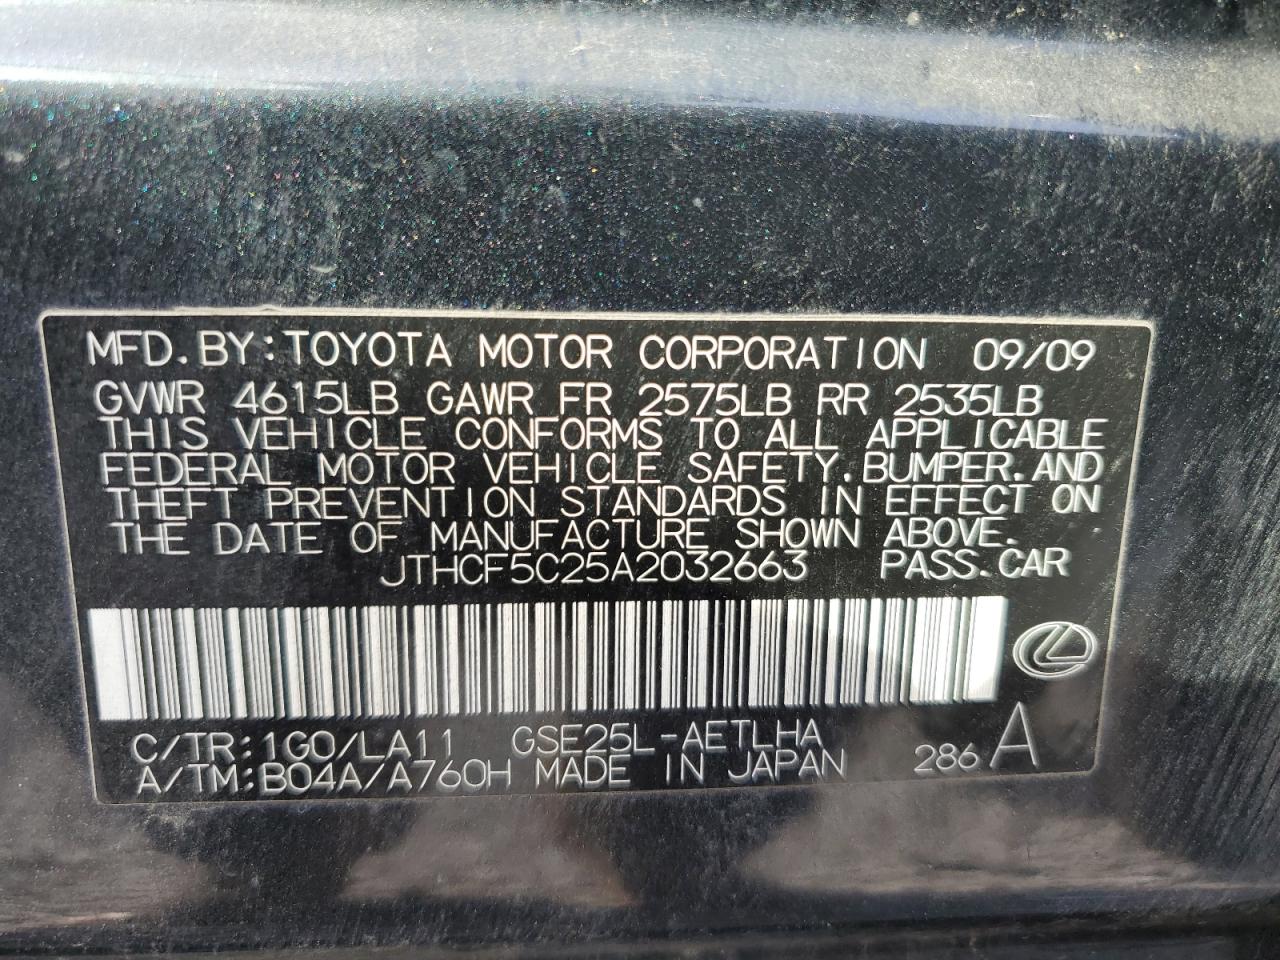 MFD.BY:TOYOTA MOTOR CORPORATION 09/09
GVWR 4615LB GAWR FR 2575LB RR 2535LB
THIS VEHICLE CONFORMS TO ALL APPLICABLE
FEDERAL MOTOR VEHICLE SAFETY.BUMPER.AND
THEFT PREVENTION STANDARDS IN EFFECT ON
THE DATE OF MANUFACTURE SHOWN ABOVE.
JTHCF5C25A2032663 PASS.CAR
C/TR:1G0/LA11 GSE25L-AETLHA
A/TM:B04A/A760H MADE IN JAPAN 286 A